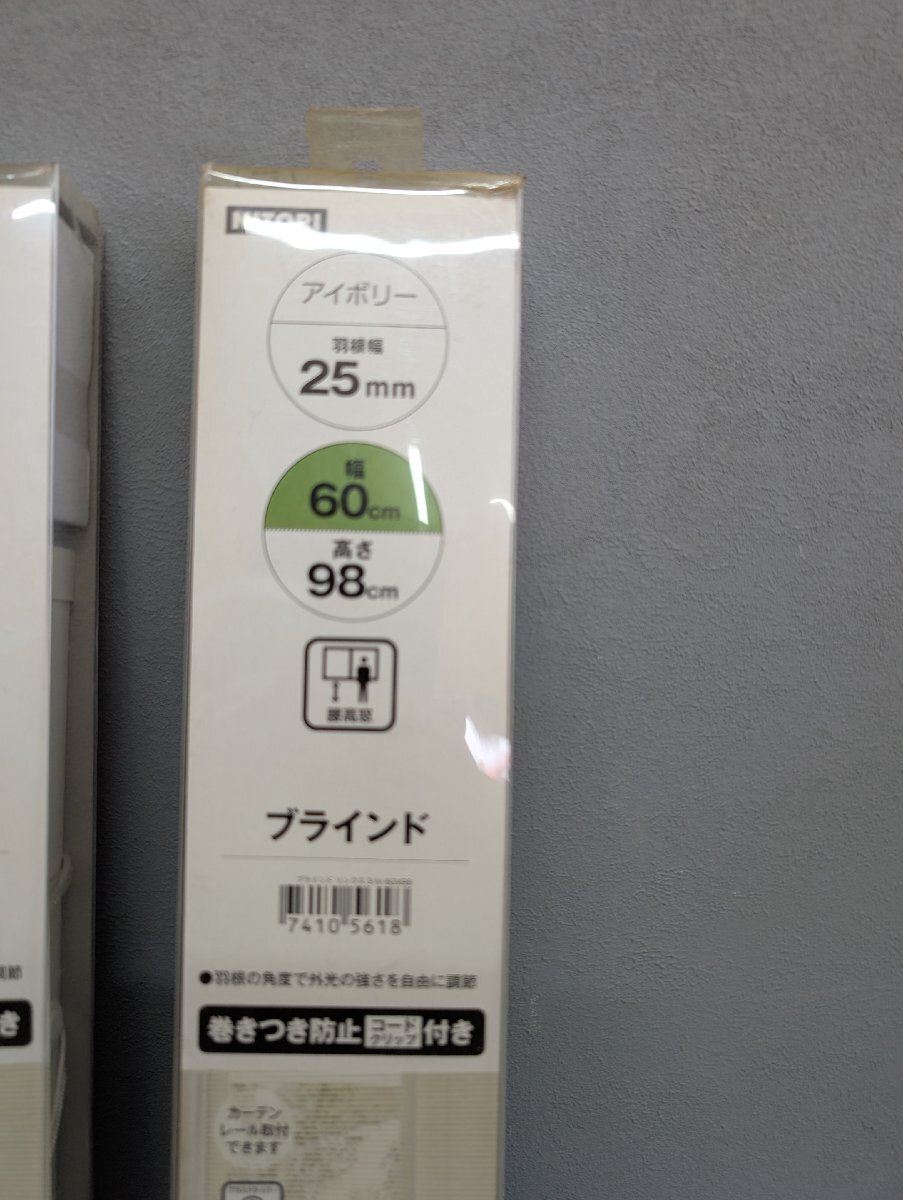 NITORI
アイボリー
羽根幅
25mm
幅
60cm
高さ
98cm
腰高窓
ブラインド
7410 5618
●羽根の角度で外光の強さを自由に調節
巻きつき防止コードクリップ付き
カーテン
レール取付
できます
調節
き